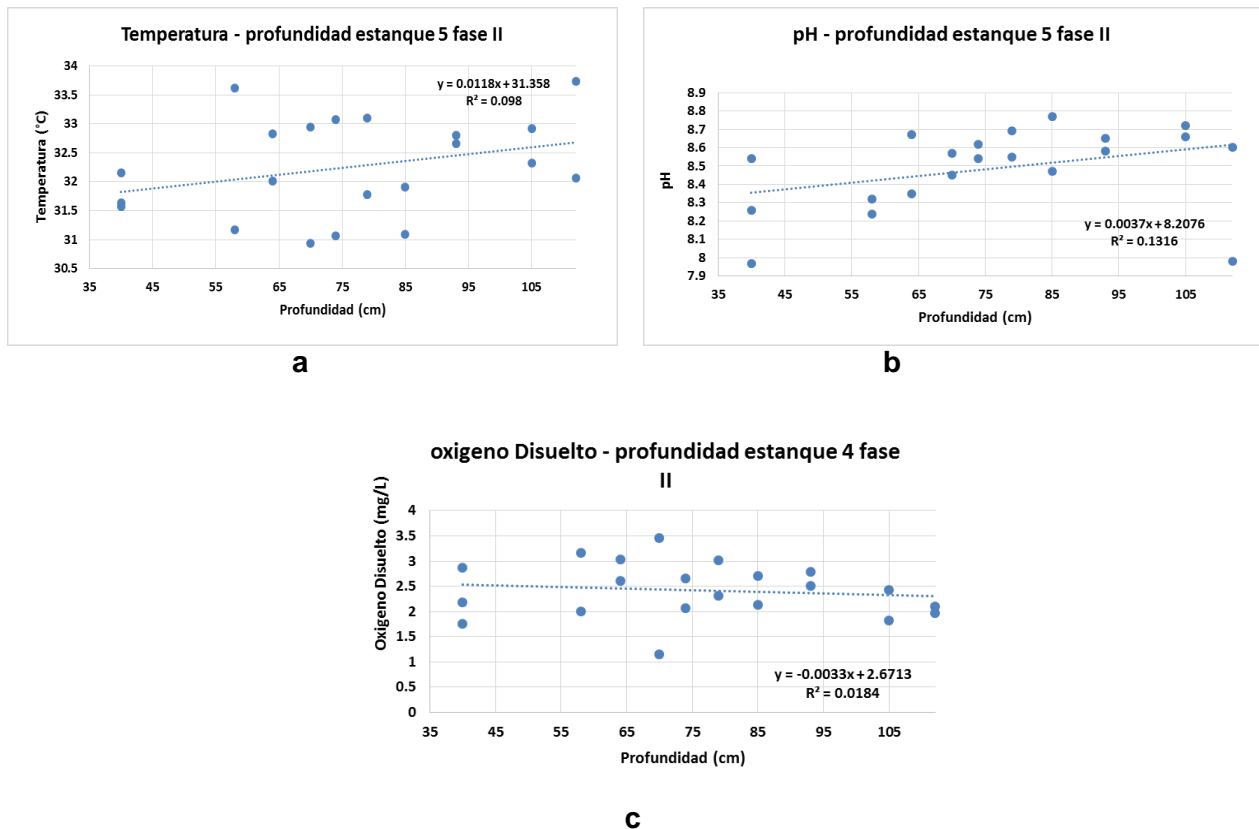 Temperatura - profundidad estanque 5 fase II
y = 0.0118x + 31.358
R² = 0.098
Temperatura (°C)
34
33.5
33
32.5
32
31.5
31
30.5
35 45 55 65 75 85 95 105
Profundidad (cm)
a
pH - profundidad estanque 5 fase II
pH
8.9
8.8
8.7
8.6
8.5
8.4
8.3
8.2
8.1
8
7.9
y = 0.0037x + 8.2076
R² = 0.1316
35 45 55 65 75 85 95 105
Profundidad (cm)
b
oxigeno Disuelto - profundidad estanque 4 fase
II
Oxigeno Disuelto (mg/L)
4
3.5
3
2.5
2
1.5
1
0.5
0
y = -0.0033x + 2.6713
R² = 0.0184
35 45 55 65 75 85 95 105
Profundidad (cm)
c